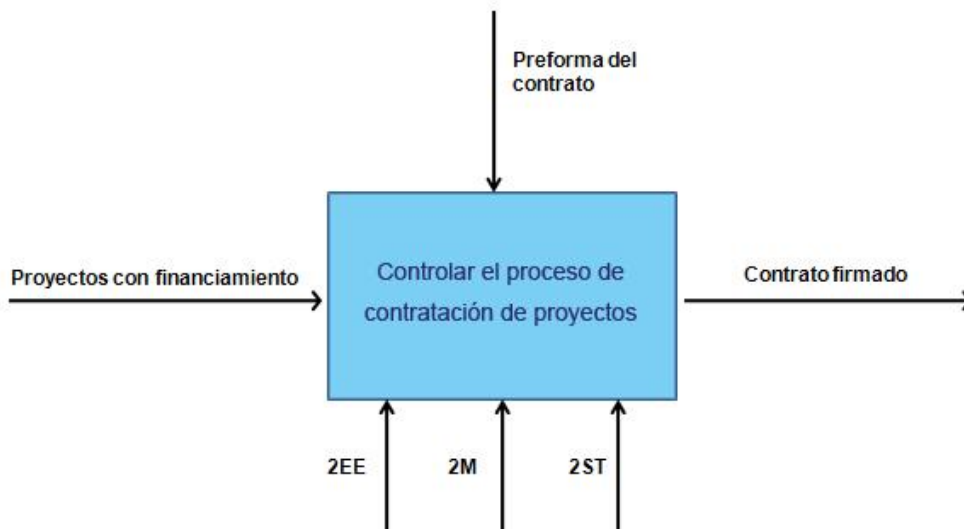 Preforma del
contrato
Proyectos con financiamiento
Controlar el proceso de
contratación de proyectos
Contrato firmado
2EE
2M
2ST